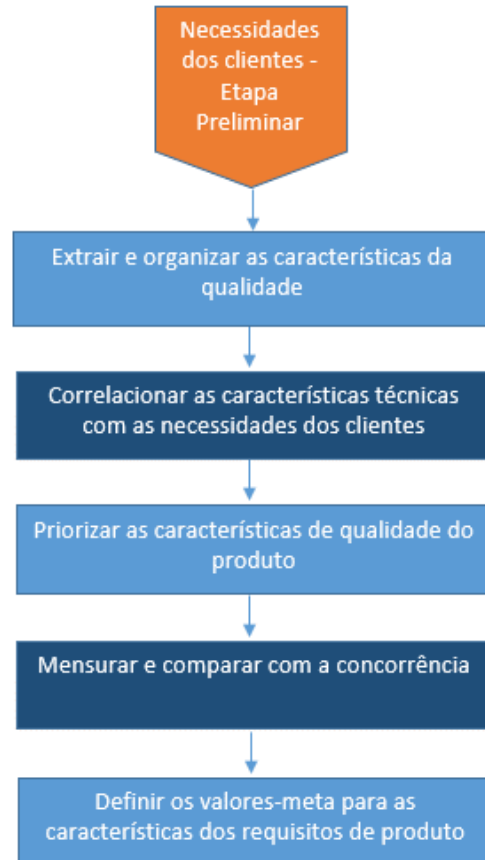 Necessidades
dos clientes -
Etapa
Preliminar
Extrair e organizar as características da
qualidade
Correlacionar as características técnicas
com as necessidades dos clientes
Priorizar as características de qualidade do
produto
Mensurar e comparar com a concorrência
Definir os valores-meta para as
características dos requisitos de produto